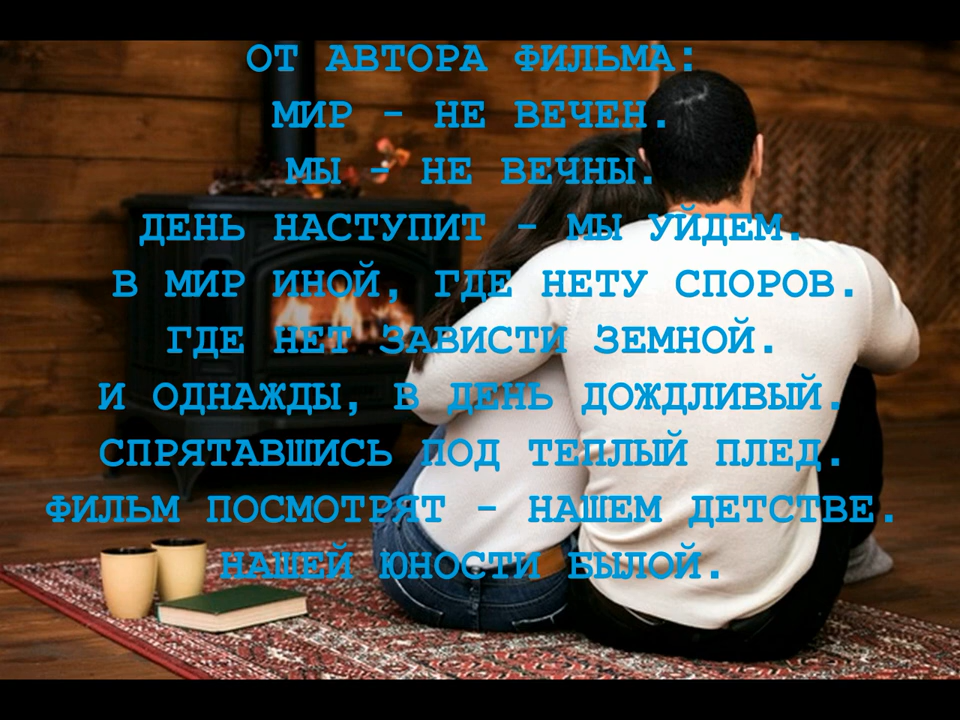 ОТ АВТОРА ФИЛЬМА:
МИР - НЕ ВЕЧЕН.
МЫ - НЕ ВЕЧНЫ.
ДЕНЬ НАСТУПИТ - МЫ УЙДЕМ.
В МИР ИНОЙ, ГДЕ НЕТУ СПОРОВ.
ГДЕ НЕТ ЗАВИСТИ ЗЕМНОЙ.
И ОДНАЖДЫ, В ДЕНЬ ДОЖДЛИВЫЙ.
СПРЯТАВШИСЬ ПОД ТЕПЛЫЙ ПЛЕД.
ФИЛЬМ ПОСМОТРЯТ - НАШЕМ ДЕТСТВЕ.
НАШЕЙ ЮНОСТИ БЫЛОЙ.